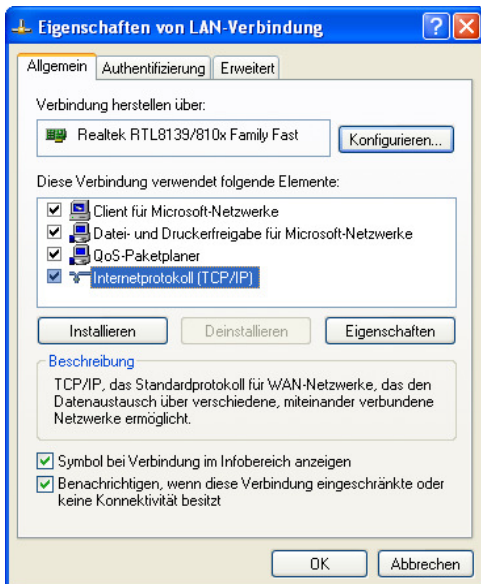 Eigenschaften von LAN-Verbindung
Allgemein Authentifizierung Erweitert
Verbindung herstellen über:
Realtek RTL8139/810x Family Fast
Konfigurieren...
Diese Verbindung verwendet folgende Elemente:
Client für Microsoft-Netzwerke
Datei- und Druckerfreigabe für Microsoft-Netzwerke
QoS-Paketplaner
Internetprotokoll (TCP/IP)
Installieren Deinstallieren Eigenschaften
Beschreibung
TCP/IP, das Standardprotokoll für WAN-Netzwerke, das den
Datenaustausch über verschiedene, miteinander verbundene
Netzwerke ermöglicht.
Symbol bei Verbindung im Infobereich anzeigen
Benachrichtigen, wenn diese Verbindung eingeschränkte oder
keine Konnektivität besitzt
OK Abbrechen